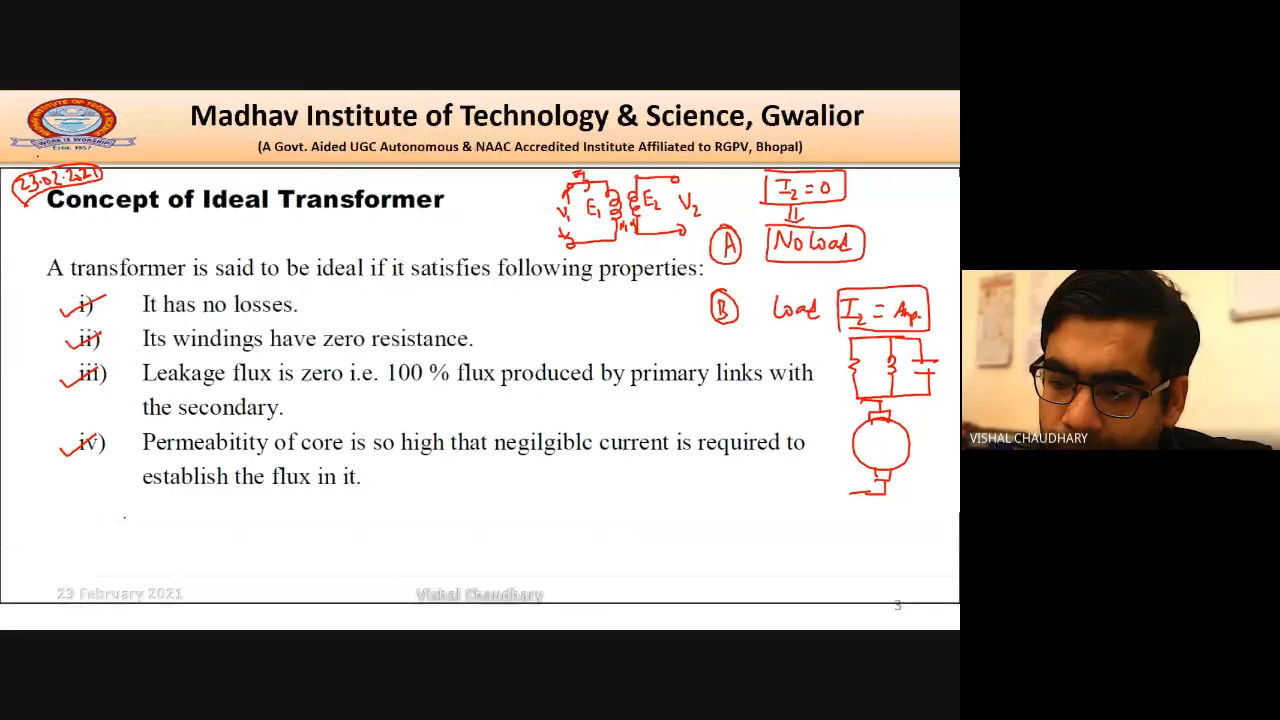 Madhav Institute of Technology & Science, Gwalior
(A Govt. Aided UGC Autonomous & NAAC Accredited Institute Affiliated to RGPV, Bhopal)
WORK IS WORSHIP
23.02.2021
Concept of Ideal Transformer
V1 E1 E2 V2
I2 = 0
A No Load
A transformer is said to be ideal if it satisfies following properties:
i) It has no losses.
B Load I2 = Amp.
ii) Its windings have zero resistance.
iii) Leakage flux is zero i.e. 100 % flux produced by primary links with
the secondary.
iv) Permeabitity of core is so high that negilgiblc current is required to
establish the flux in it.
23 February 2021
Vishal Chaudhary
3
VISHAL CHAUDHARY